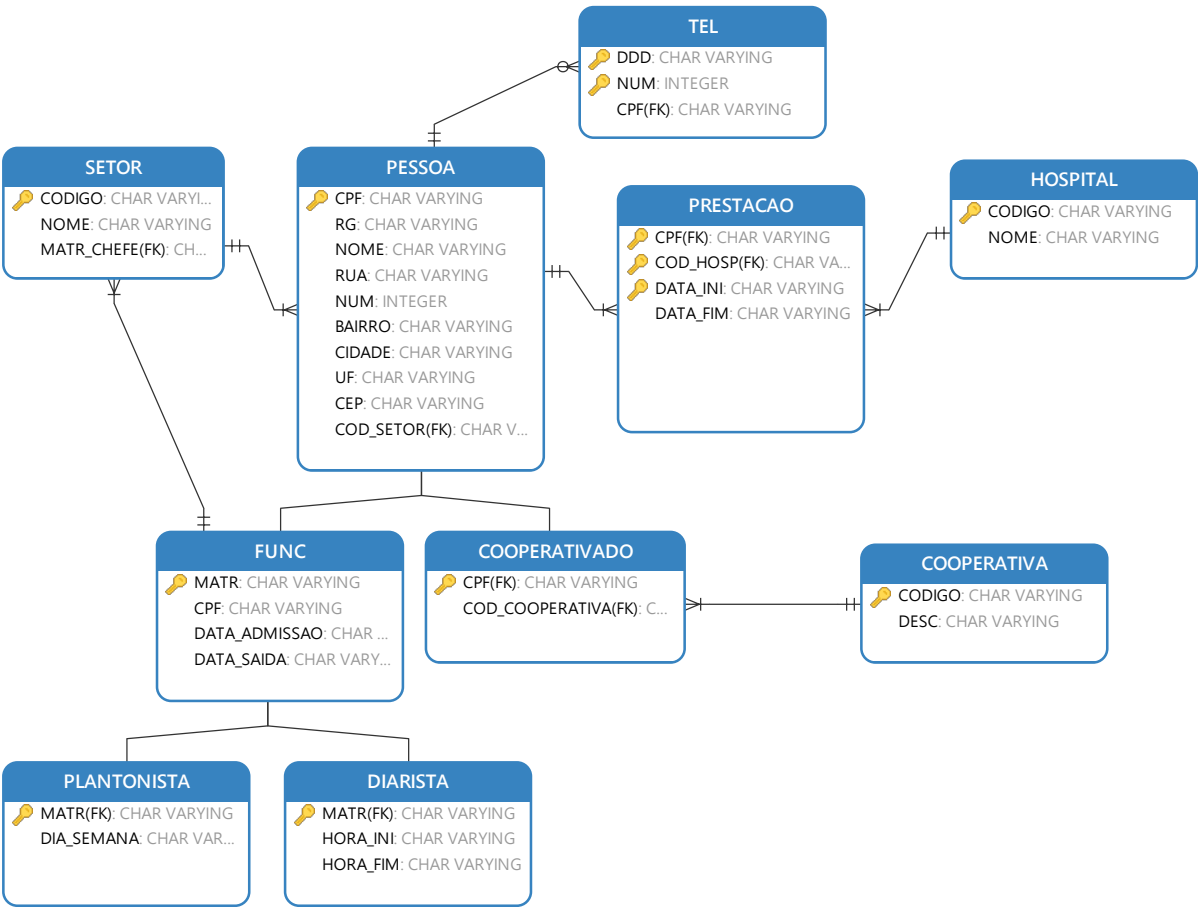 TEL
DDD: CHAR VARYING
NUM: INTEGER
CPF(FK): CHAR VARYING
SETOR
CODIGO: CHAR VARYI...
NOME: CHAR VARYING
MATR_CHEFE(FK): CH...
PESSOA
CPF: CHAR VARYING
RG: CHAR VARYING
NOME: CHAR VARYING
RUA: CHAR VARYING
NUM: INTEGER
BAIRRO: CHAR VARYING
CIDADE: CHAR VARYING
UF: CHAR VARYING
CEP: CHAR VARYING
COD_SETOR(FK): CHAR V...
PRESTACAO
CPF(FK): CHAR VARYING
COD_HOSP(FK): CHAR VA...
DATA_INI: CHAR VARYING
DATA_FIM: CHAR VARYING
HOSPITAL
CODIGO: CHAR VARYING
NOME: CHAR VARYING
FUNC
MATR: CHAR VARYING
CPF: CHAR VARYING
DATA_ADMISSAO: CHAR ...
DATA_SAIDA: CHAR VARY...
COOPERATIVADO
CPF(FK): CHAR VARYING
COD_COOPERATIVA(FK): C...
COOPERATIVA
CODIGO: CHAR VARYING
DESC: CHAR VARYING
PLANTONISTA
MATR(FK): CHAR VARYING
DIA_SEMANA: CHAR VAR...
DIARISTA
MATR(FK): CHAR VARYING
HORA_INI: CHAR VARYING
HORA_FIM: CHAR VARYING